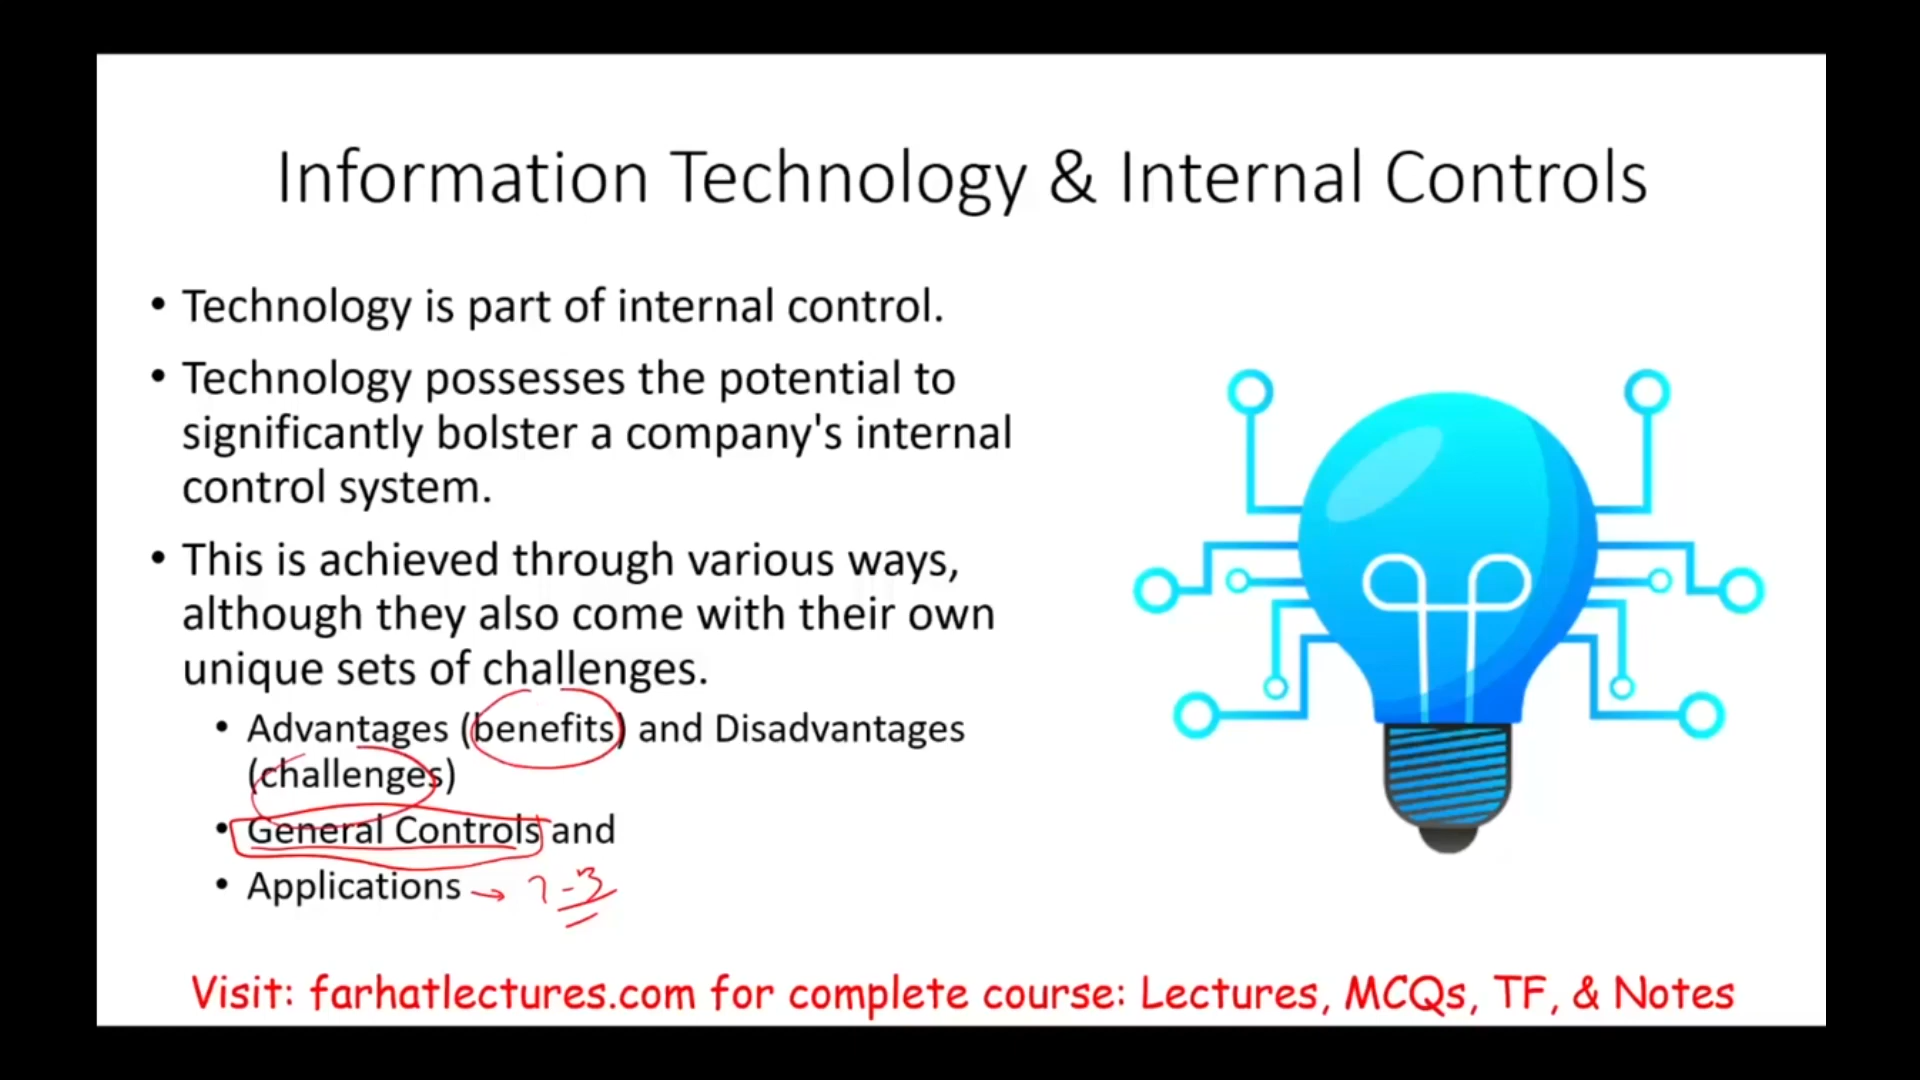 Information Technology & Internal Controls
• Technology is part of internal control.
• Technology possesses the potential to
significantly bolster a company's internal
control system.
• This is achieved through various ways,
although they also come with their own
unique sets of challenges.
• Advantages (benefits) and Disadvantages
(challenges)
• General Controls and
• Applications →
Visit: farhatlectures.com for complete course: Lectures, MCQs, TF, & Notes